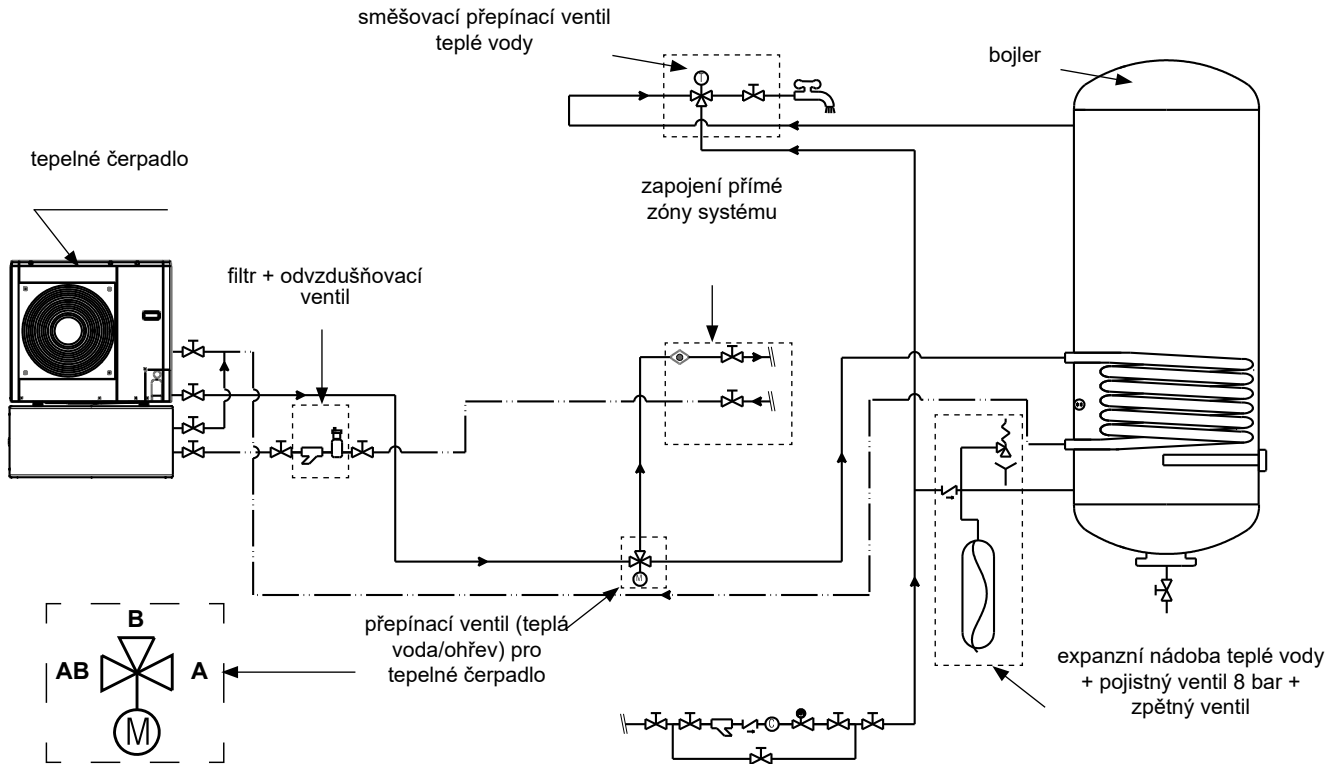 směšovací přepínací ventil
teplé vody
bojler
tepelné čerpadlo
zapojení přímé
zóny systému
filtr + odvzdušňovací
ventil
T
M
přepínací ventil (teplá
voda/ohřev) pro
tepelné čerpadlo
B
AB
A
M
expanzní nádoba teplé vody
+ pojistný ventil 8 bar +
zpětný ventil
C